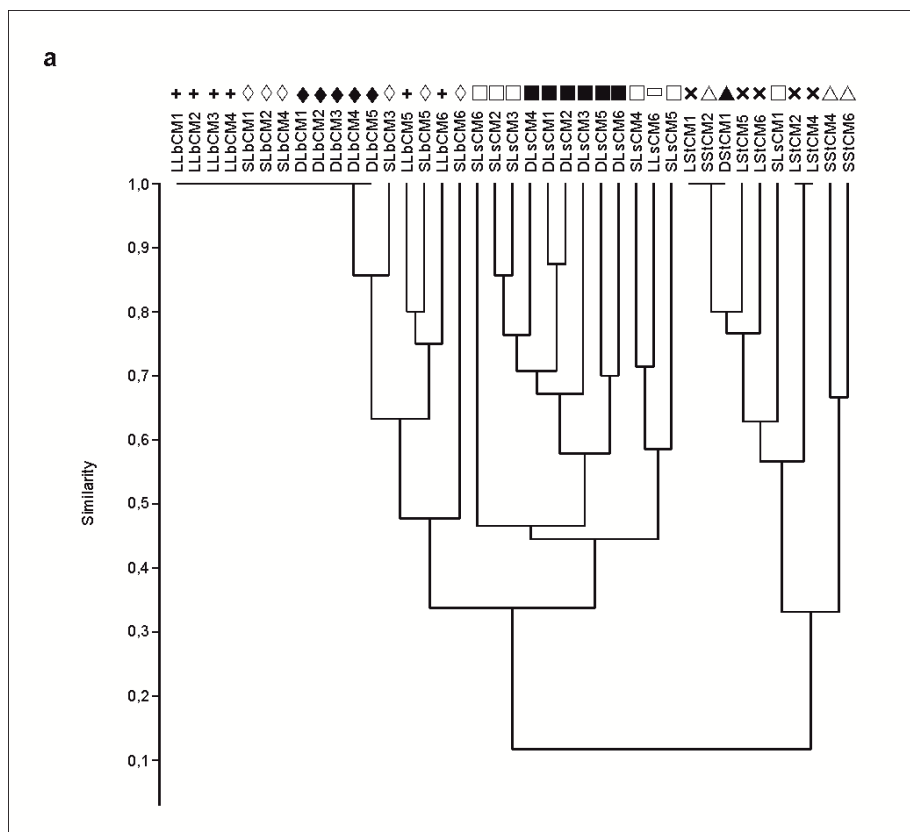 a
LLbCM1
LLbCM2
LLbCM3
LLbCM4
SLbCM1
SLbCM2
SLbCM4
DLbCM1
DLbCM2
DLbCM3
DLbCM4
DLbCM5
SLbCM3
LLbCM5
SLbCM5
LLbCM6
SLbCM6
SLsCM6
SLsCM2
SLsCM3
DLsCM4
DLsCM1
DLsCM2
DLsCM3
DLsCM5
DLsCM6
SLsCM4
LLsCM6
SLsCM5
LStCM1
SStCM2
DStCM1
LStCM5
LStCM6
SLsCM1
LStCM2
LStCM4
SStCM4
SStCM6
1,0
0,9
0,8
0,7
0,6
0,5
0,4
0,3
0,2
0,1
Similarity